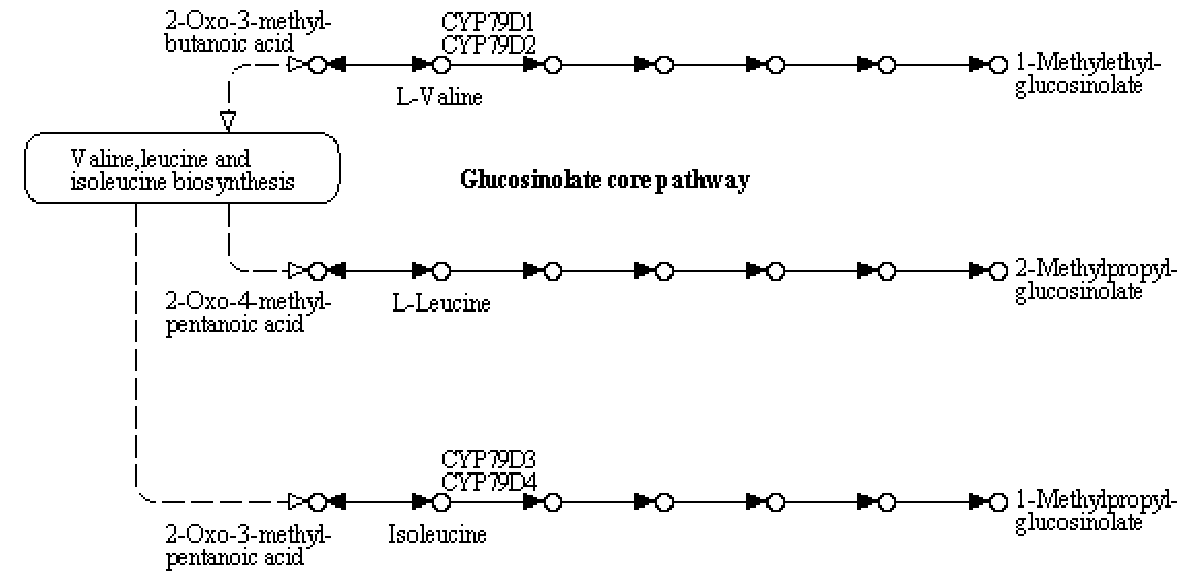 2-Oxo-3-methyl-
butanoic acid
CYP79D1
CYP79D2
L-Valine
1-Methylethyl-
glucosinolate
Valine,leucine and
isoleucine biosynthesis
Glucosinolate core pathway
2-Oxo-4-methyl-
pentanoic acid
L-Leucine
2-Methylpropyl-
glucosinolate
CYP79D3
CYP79D4
2-Oxo-3-methyl-
pentanoic acid
Isoleucine
1-Methylpropyl-
glucosinolate